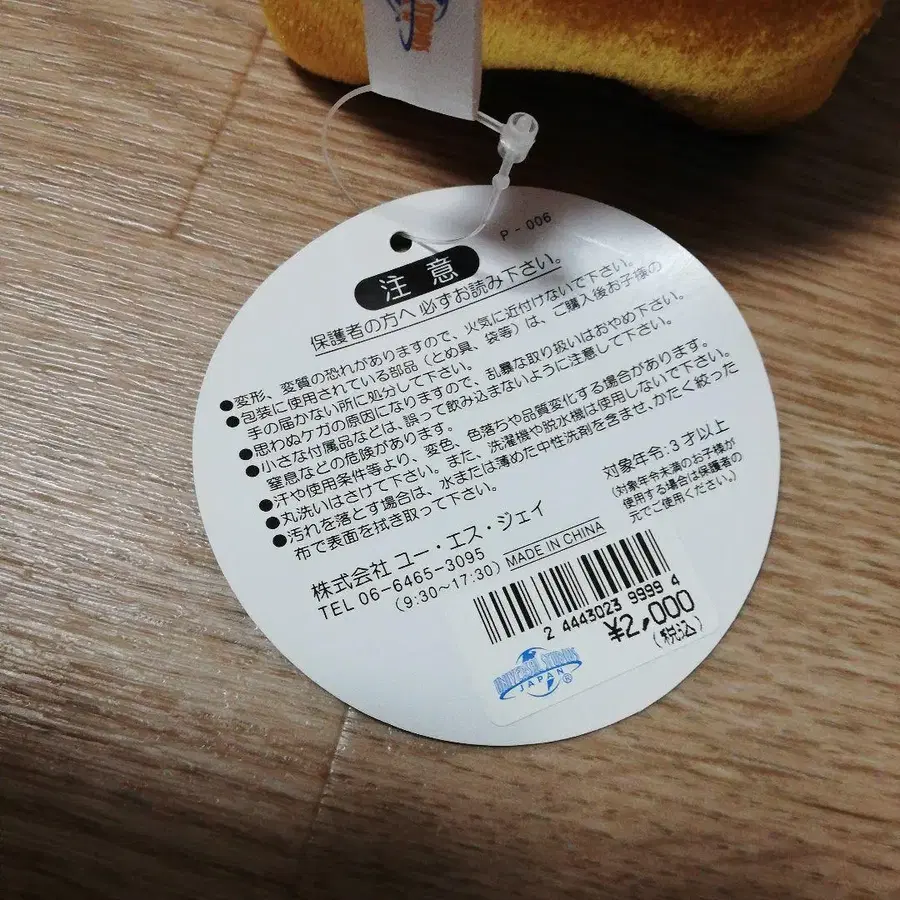 P-006
注意
保護者の方へ 必ずお読み下さい。
●変形、変質の恐れがありますので、火気に近付けないで下さい。
●包装に使用されている部品（とめ具、袋等）は、ご購入後お子様の
手の届かない所に処分して下さい。
●思わぬケガの原因になりますので、乱暴な取り扱いはおやめ下さい。
●小さな付属品などは、誤って飲み込まないように注意して下さい。
窒息などの危険があります。
●汗や使用条件等より、変色、色落ちや品質変化する場合があります。
●丸洗いはさけて下さい。また、洗濯機や脱水機は使用しないで下さい。
●汚れを落とす場合は、水または薄めた中性洗剤を含ませ、かたく絞った
布で表面を拭き取って下さい。
対象年令:3才以上
(対象年令未満のお子様が
使用する場合は保護者の
元でご使用ください。)
株式会社 ユー・エス・ジェイ
TEL 06-6465-3095
(9:30～17:30)
MADE IN CHINA
2 4443023 9999 4
¥2,000
(税込)
UNIVERSAL STUDIOS
JAPAN®